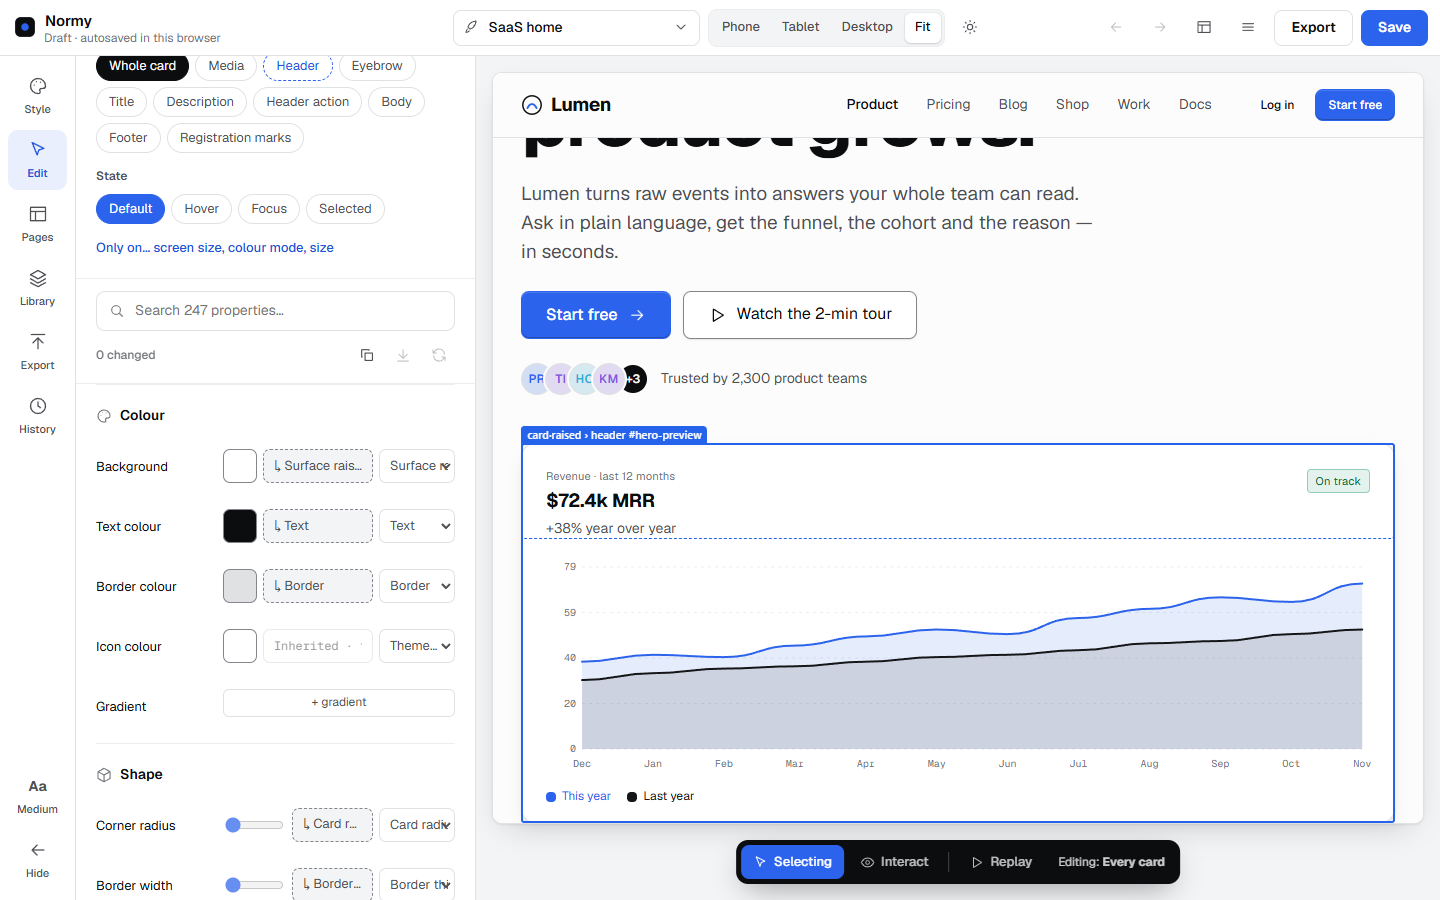 Normy
Draft · autosaved in this browser
SaaS home
Phone Tablet Desktop Fit
Export
Save
Style
Edit
Pages
Library
Export
History
Aa
Medium
Hide
Whole card Media Header Eyebrow
Title Description Header action Body
Footer Registration marks
State
Default Hover Focus Selected
Only on... screen size, colour mode, size
Search 247 properties...
0 changed
Colour
Background ↳ Surface rais... Surface
Text colour ↳ Text Text
Border colour ↳ Border Border
Icon colour Inherited · Theme...
Gradient + gradient
Shape
Corner radius ↳ Card r... Card
Border width ↳ Border... Border
Lumen
Product Pricing Blog Shop Work Docs Log in Start free
product grows.
Lumen turns raw events into answers your whole team can read.
Ask in plain language, get the funnel, the cohort and the reason —
in seconds.
Start free → Watch the 2-min tour
PR TI HC KM +3 Trusted by 2,300 product teams
card-raised › header #hero-preview
Revenue · last 12 months
On track
$72.4k MRR
+38% year over year
79
59
40
20
0
Dec Jan Feb Mar Apr May Jun Jul Aug Sep Oct Nov
This year Last year
Selecting Interact Replay Editing: Every card